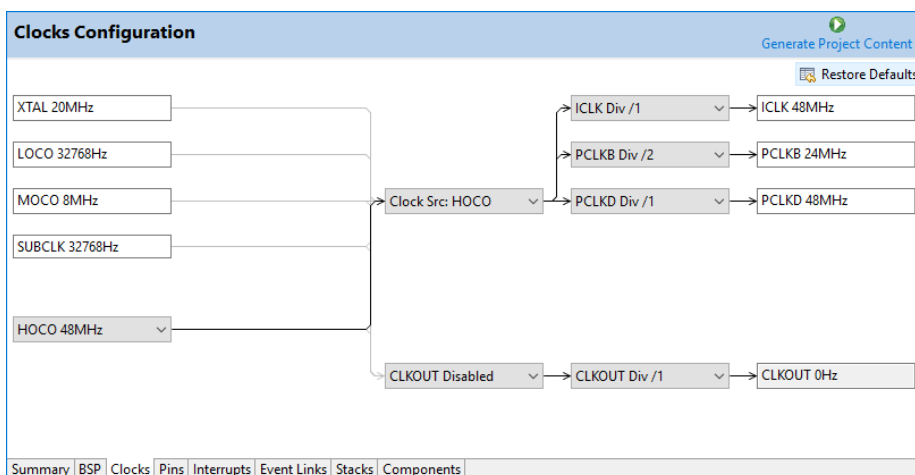 Clocks Configuration
Generate Project Content
Restore Defaults
XTAL 20MHz
ICLK Div /1
ICLK 48MHz
LOCO 32768Hz
PCLKB Div /2
PCLKB 24MHz
MOCO 8MHz
Clock Src: HOCO
PCLKD Div /1
PCLKD 48MHz
SUBCLK 32768Hz
HOCO 48MHz
CLKOUT Disabled
CLKOUT Div /1
CLKOUT 0Hz
Summary BSP Clocks Pins Interrupts Event Links Stacks Components